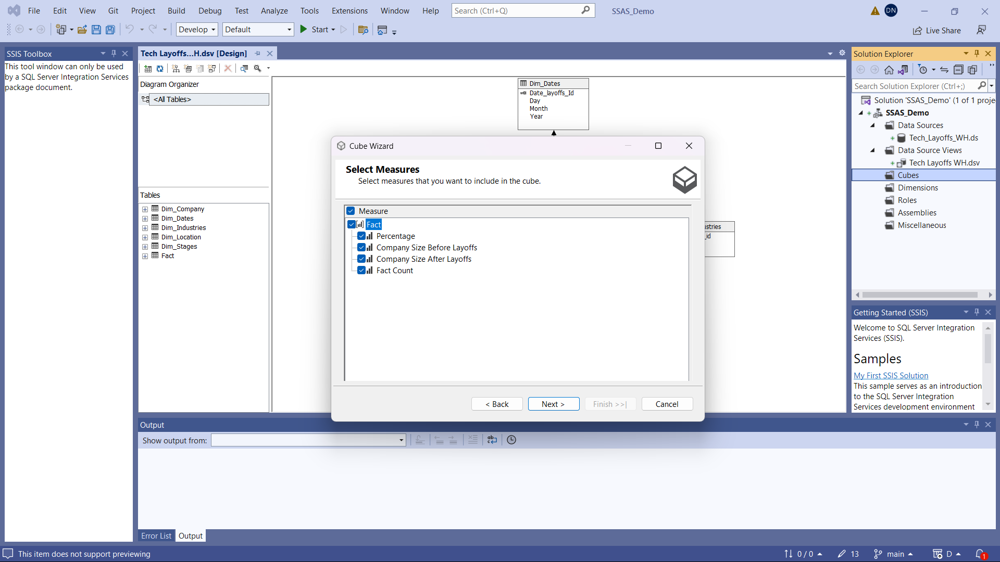 File Edit View Git Project Build Debug Test Analyze Tools Extensions Window Help Search (Ctrl+Q) SSAS_Demo DN
Develop Default Start Live Share
SSIS Toolbox
This tool window can only be used
by a SQL Server Integration Services
package document.
Tech Layoffs...H.dsv [Design]
Diagram Organizer
<All Tables>
Tables
Dim_Company
Dim_Dates
Dim_Industries
Dim_Location
Dim_Stages
Fact
Dim_Dates
Date_layoffs_Id
Day
Month
Year
ustries
_id
Cube Wizard
Select Measures
Select measures that you want to include in the cube.
Measure
Fact
Percentage
Company Size Before Layoffs
Company Size After Layoffs
Fact Count
< Back Next > Finish >>| Cancel
Solution Explorer
Search Solution Explorer (Ctrl+;)
Solution 'SSAS_Demo' (1 of 1 proje
SSAS_Demo
Data Sources
Tech_Layoffs_WH.ds
Data Source Views
Tech Layoffs WH.dsv
Cubes
Dimensions
Roles
Assemblies
Miscellaneous
Getting Started (SSIS)
Welcome to SQL Server Integration
Services (SSIS).
Samples
My First SSIS Solution
This sample serves as an introduction
to the SQL Server Integration
Services development environment
Output
Show output from:
Error List Output
This item does not support previewing 0 / 0 13 main D 1